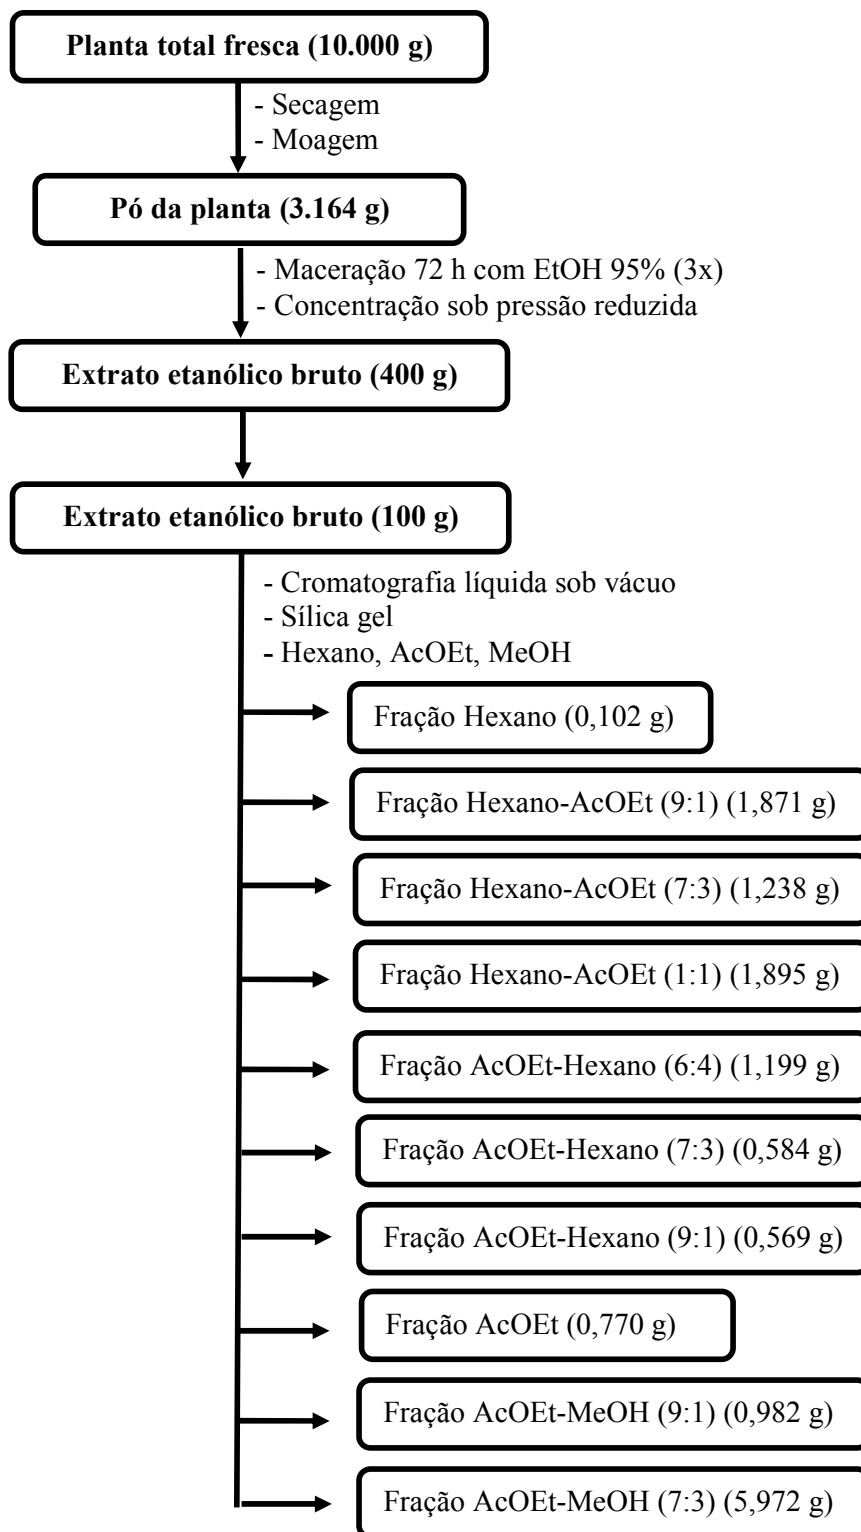 Planta total fresca (10.000 g)
- Secagem
- Moagem
Pó da planta (3.164 g)
- Maceração 72 h com EtOH 95% (3x)
- Concentração sob pressão reduzida
Extrato etanólico bruto (400 g)
Extrato etanólico bruto (100 g)
- Cromatografia líquida sob vácuo
- Sílica gel
- Hexano, AcOEt, MeOH
Fração Hexano (0,102 g)
Fração Hexano-AcOEt (9:1) (1,871 g)
Fração Hexano-AcOEt (7:3) (1,238 g)
Fração Hexano-AcOEt (1:1) (1,895 g)
Fração AcOEt-Hexano (6:4) (1,199 g)
Fração AcOEt-Hexano (7:3) (0,584 g)
Fração AcOEt-Hexano (9:1) (0,569 g)
Fração AcOEt (0,770 g)
Fração AcOEt-MeOH (9:1) (0,982 g)
Fração AcOEt-MeOH (7:3) (5,972 g)